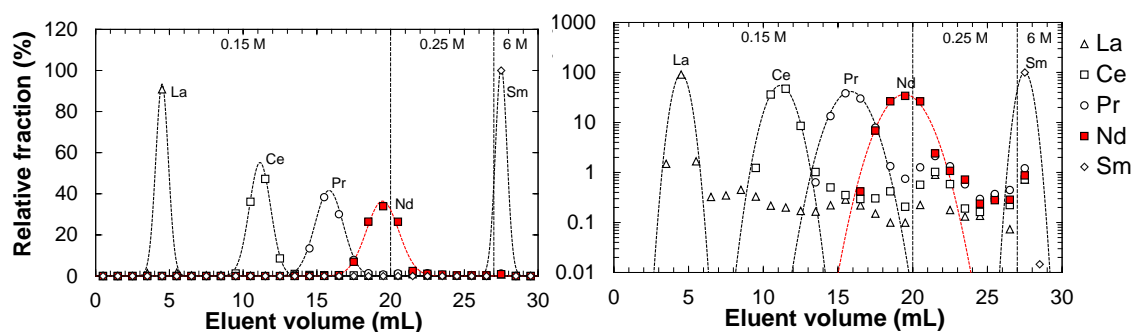 120
100
80
60
40
20
0
Relative fraction (%)
0.15 M
0.25 M
6 M
La
Ce
Pr
Nd
Sm
0 5 10 15 20 25 30
Eluent volume (mL)
1000
100
10
1
0.1
0.01
0.15 M
0.25 M
6 M
La
Ce
Pr
Nd
Sm
0 5 10 15 20 25 30
Eluent volume (mL)
La
Ce
Pr
Nd
Sm